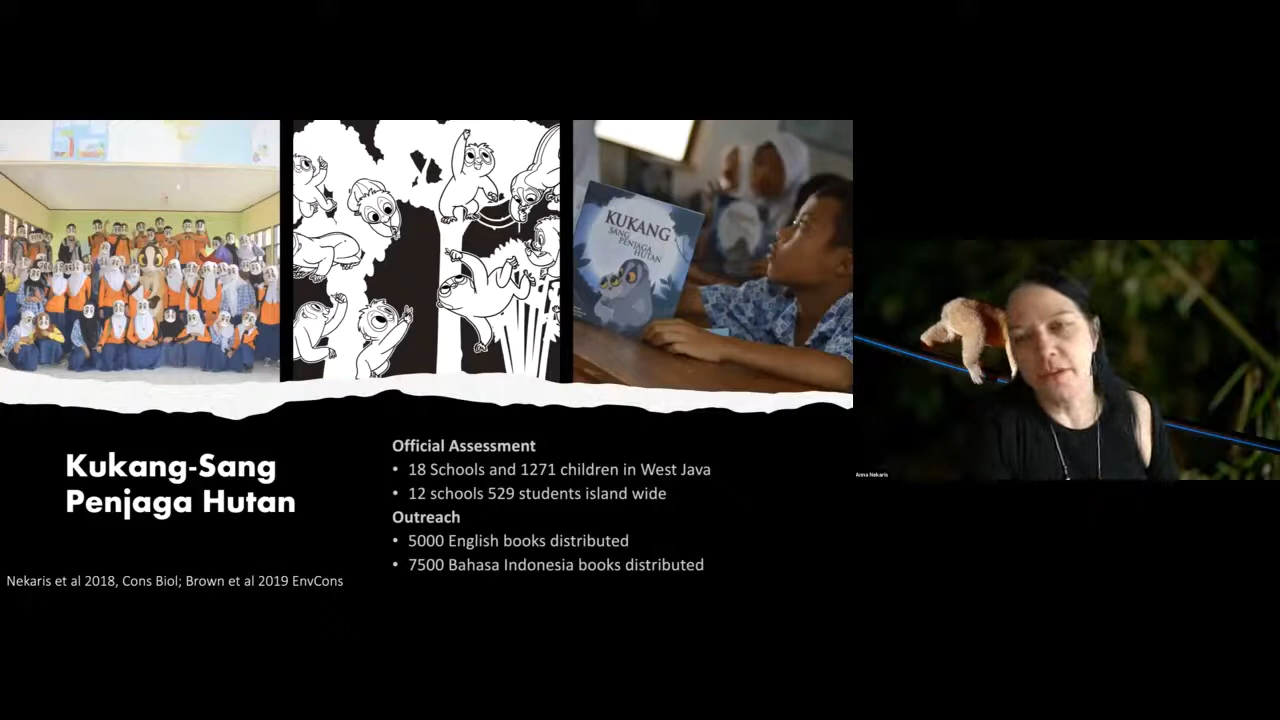 KUKANG
SANG
PENJAGA
HUTAN
Kukang-Sang
Penjaga Hutan
Nekaris et al 2018, Cons Biol; Brown et al 2019 EnvCons
Official Assessment
• 18 Schools and 1271 children in West Java
• 12 schools 529 students island wide
Outreach
• 5000 English books distributed
• 7500 Bahasa Indonesia books distributed
Anna Nekaris